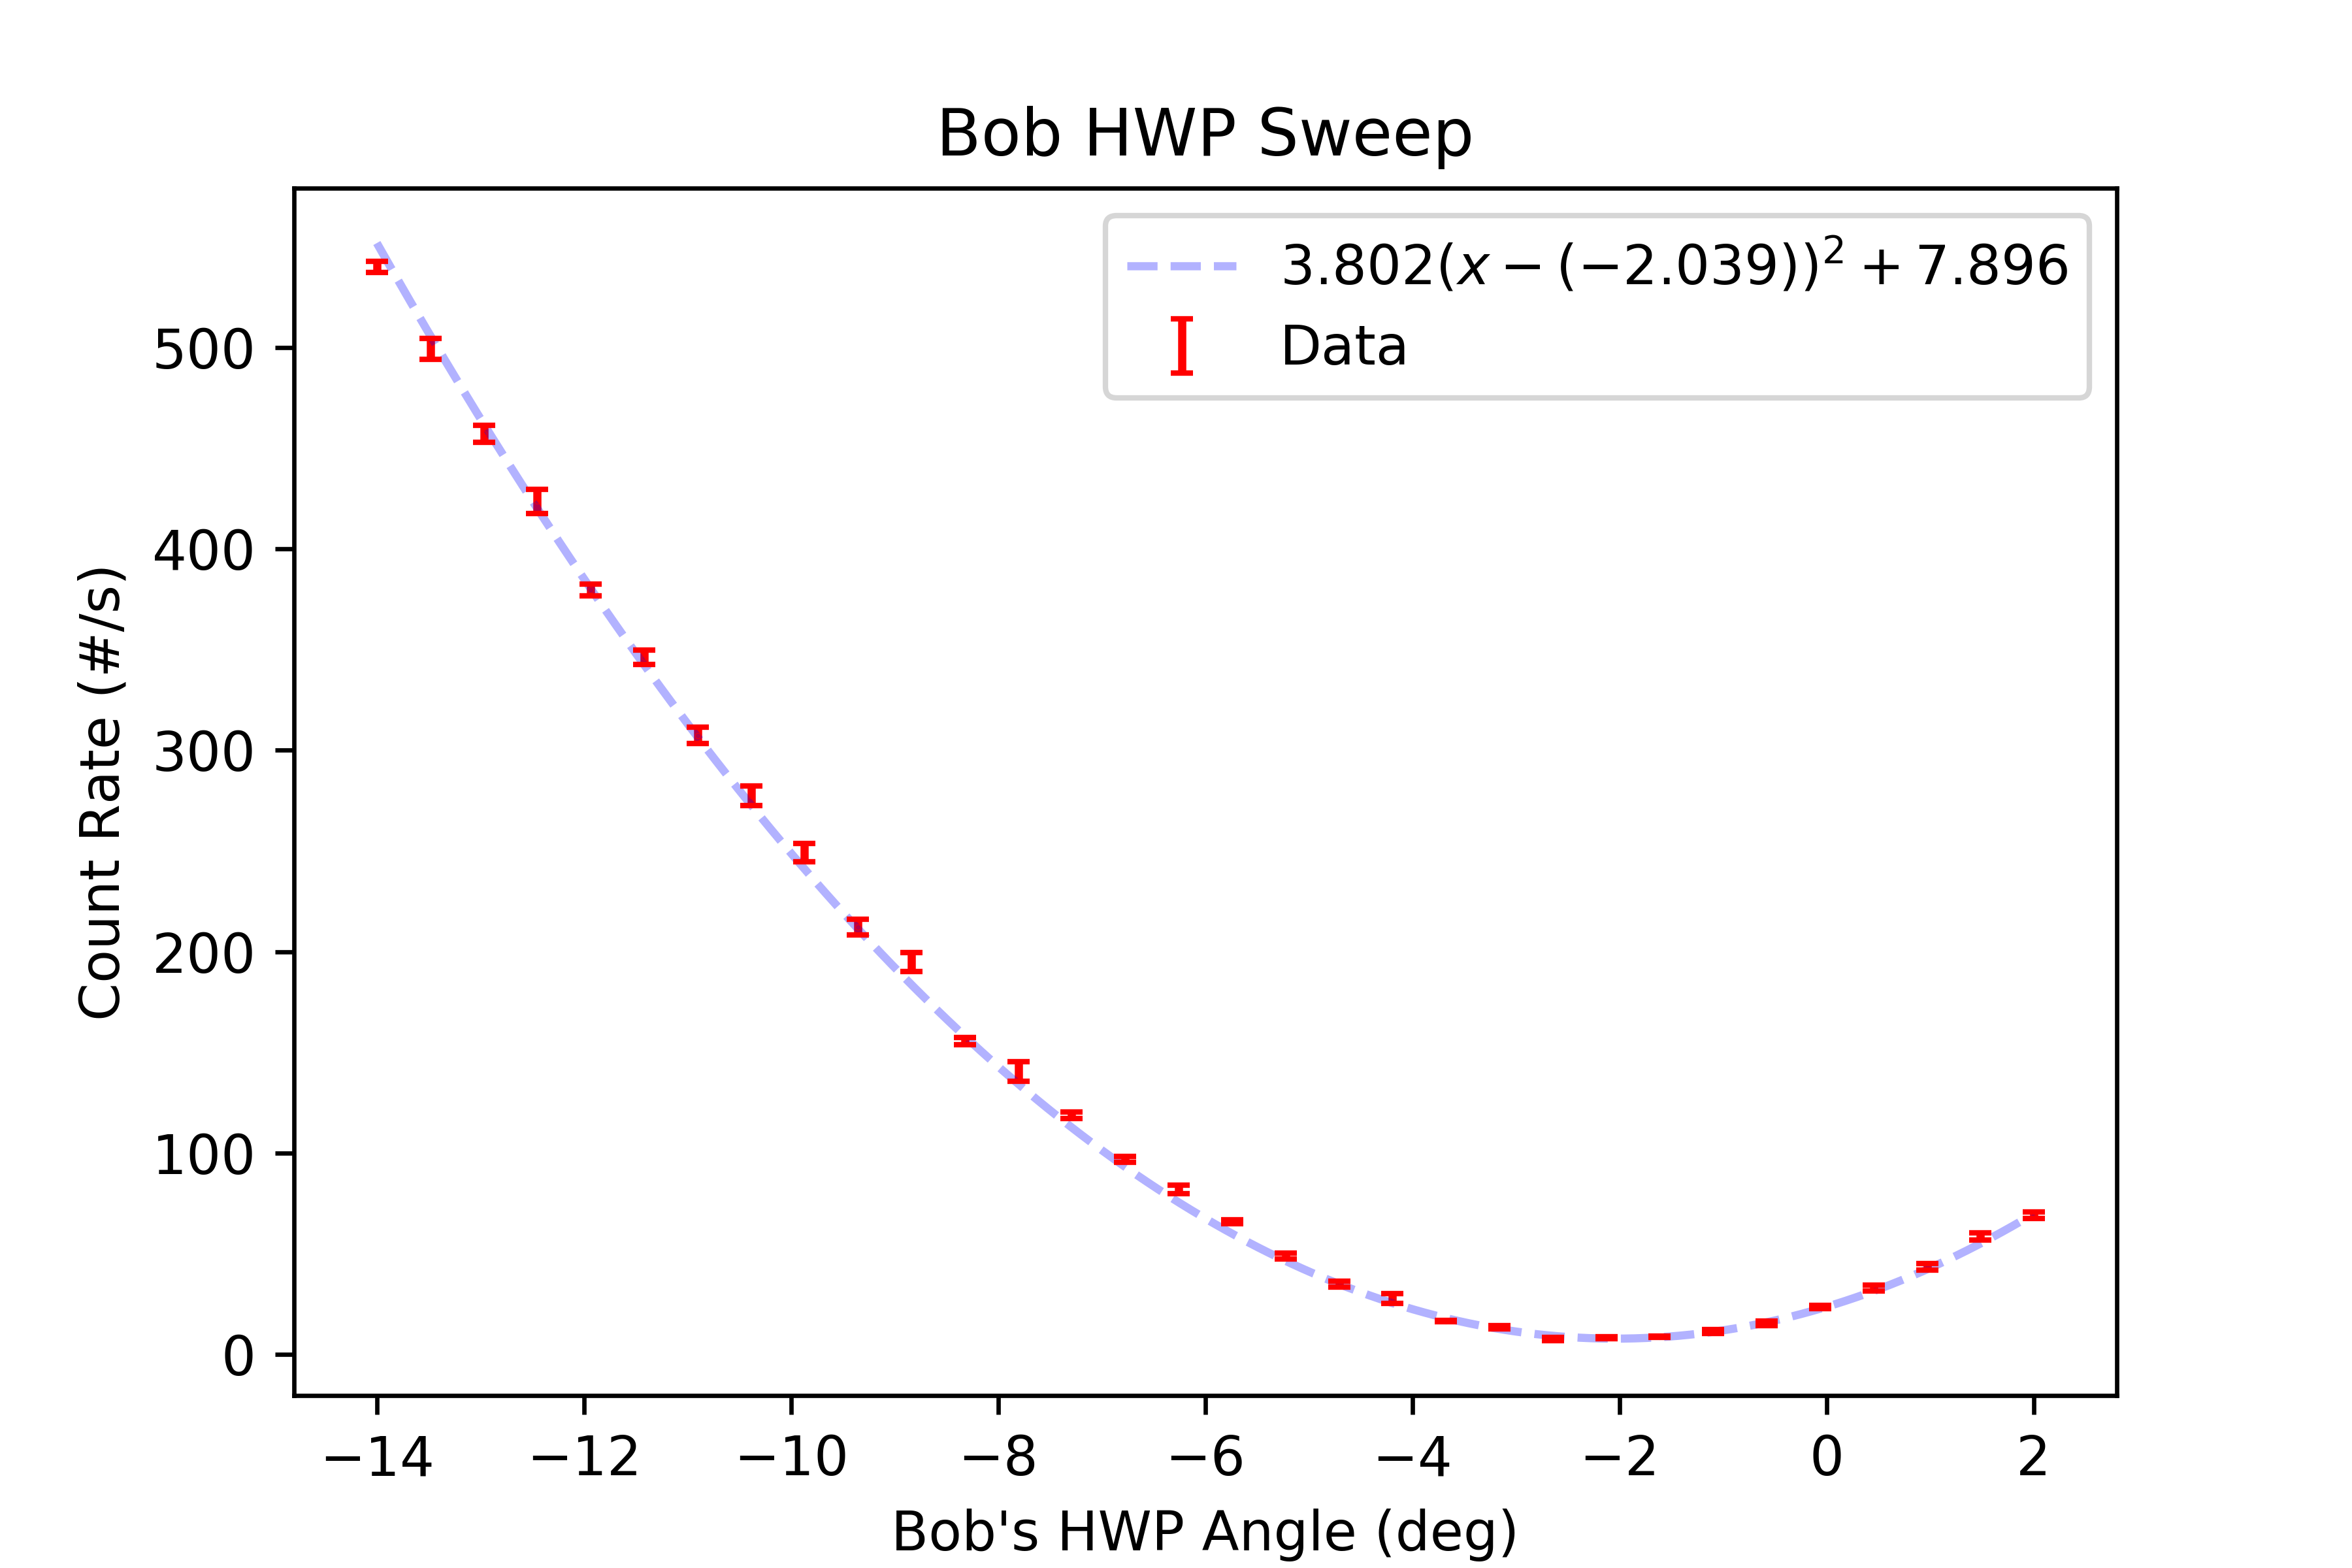 Bob HWP Sweep
3.802(x − (−2.039))² + 7.896
Data
Count Rate (#/s)
500
400
300
200
100
0
−14 −12 −10 −8 −6 −4 −2 0 2
Bob's HWP Angle (deg)